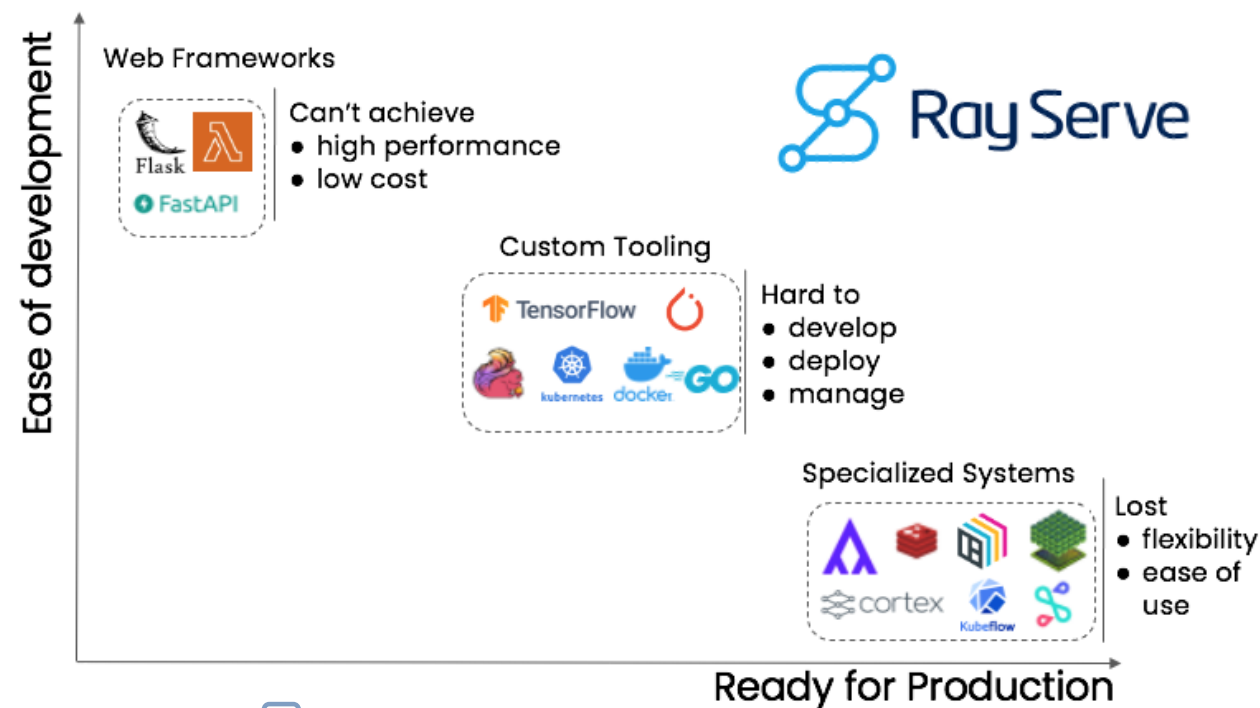 Ease of development
Web Frameworks
Flask
FastAPI
Can't achieve
● high performance
● low cost
Ray Serve
Custom Tooling
TensorFlow
kubernetes
docker
GO
Hard to
● develop
● deploy
● manage
Specialized Systems
cortex
Kubeflow
Lost
● flexibility
● ease of
use
Ready for Production